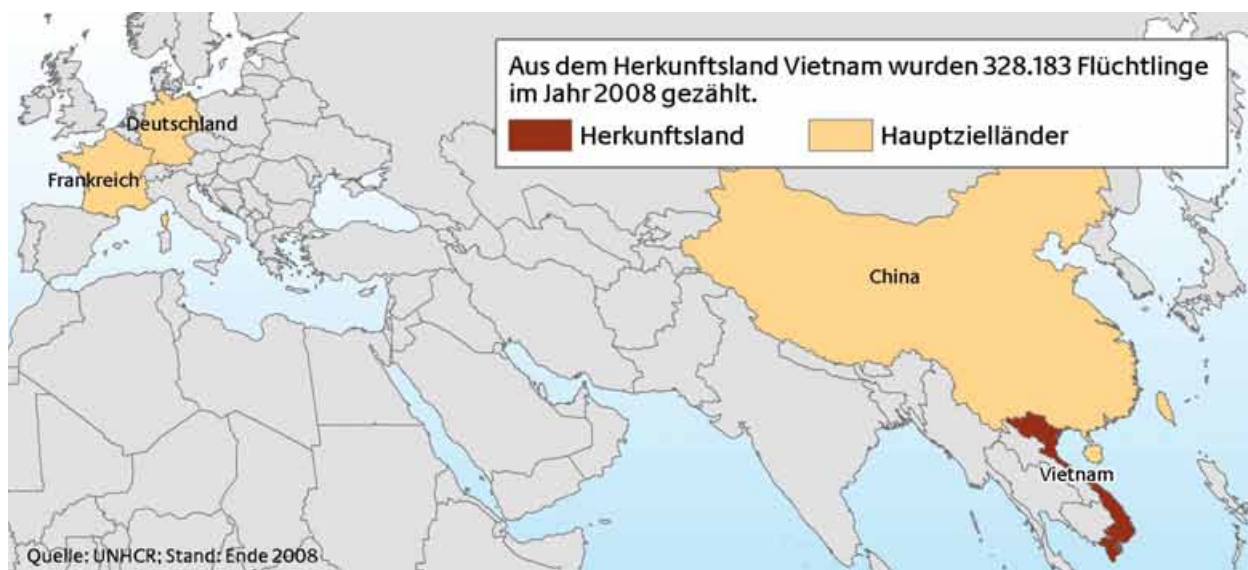 Aus dem Herkunftsland Vietnam wurden 328.183 Flüchtlinge
im Jahr 2008 gezählt.
Herkunftsland Hauptzielländer
Deutschland
Frankreich
China
Vietnam
Quelle: UNHCR; Stand: Ende 2008